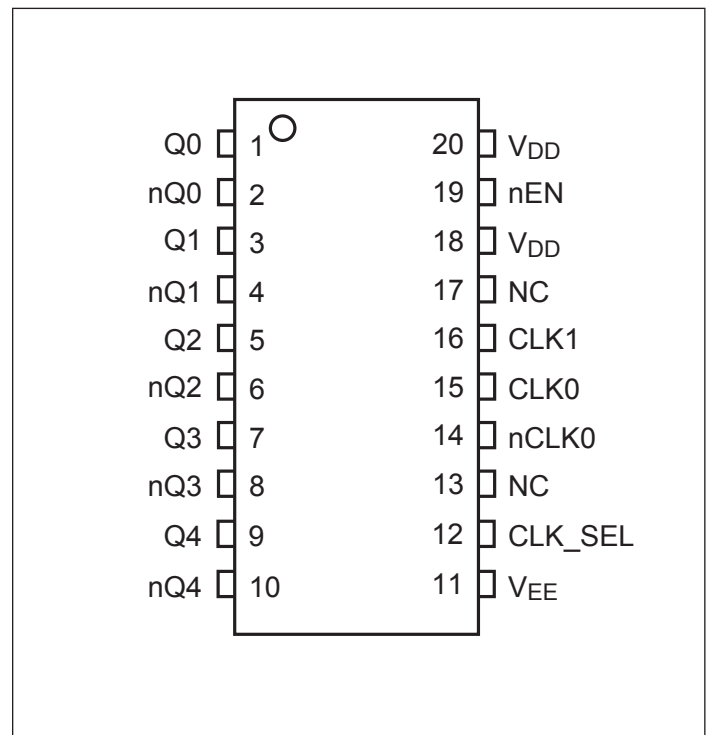 Q0 1 20 VDD
nQ0 2 19 nEN
Q1 3 18 VDD
nQ1 4 17 NC
Q2 5 16 CLK1
nQ2 6 15 CLK0
Q3 7 14 nCLK0
nQ3 8 13 NC
Q4 9 12 CLK_SEL
nQ4 10 11 VEE